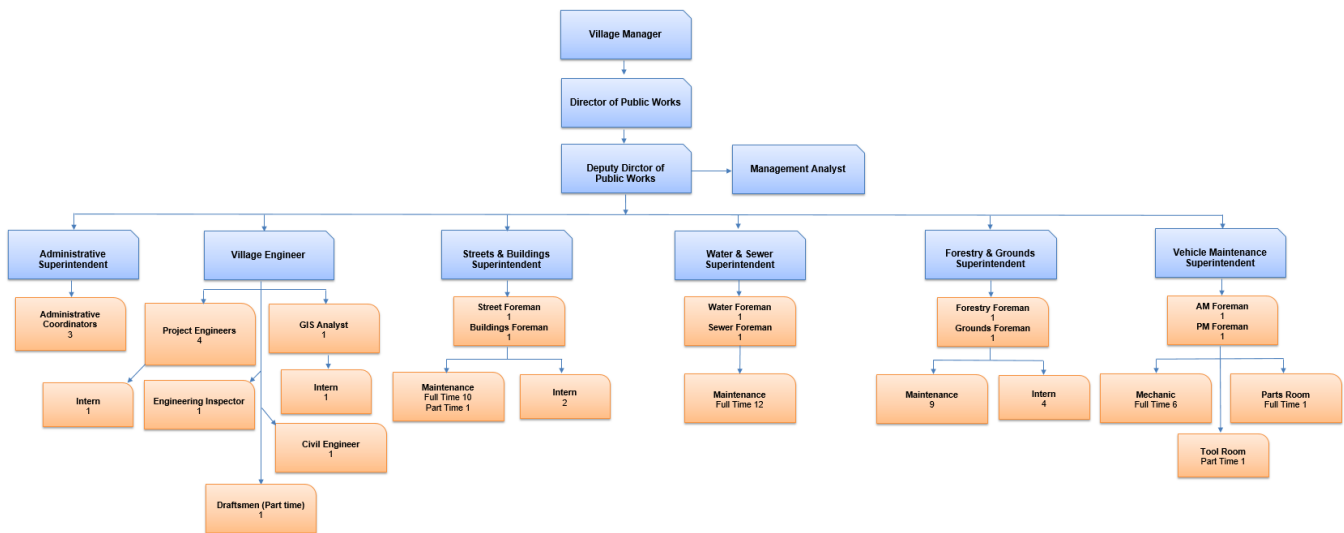 Village Manager
Director of Public Works
Deputy Dirctor of
Public Works
Management Analyst
Administrative
Superintendent
Village Engineer
Streets & Buildings
Superintendent
Water & Sewer
Superintendent
Forestry & Grounds
Superintendent
Vehicle Maintenance
Superintendent
Administrative
Coordinators
3
Project Engineers
4
GIS Analyst
1
Street Foreman
1
Buildings Foreman
1
Water Foreman
1
Sewer Foreman
1
Forestry Foreman
1
Grounds Foreman
1
AM Foreman
1
PM Foreman
1
Intern
1
Engineering Inspector
1
Intern
1
Maintenance
Full Time 10
Part Time 1
Intern
2
Maintenance
Full Time 12
Maintenance
9
Intern
4
Mechanic
Full Time 6
Parts Room
Full Time 1
Civil Engineer
1
Tool Room
Part Time 1
Draftsmen (Part time)
1